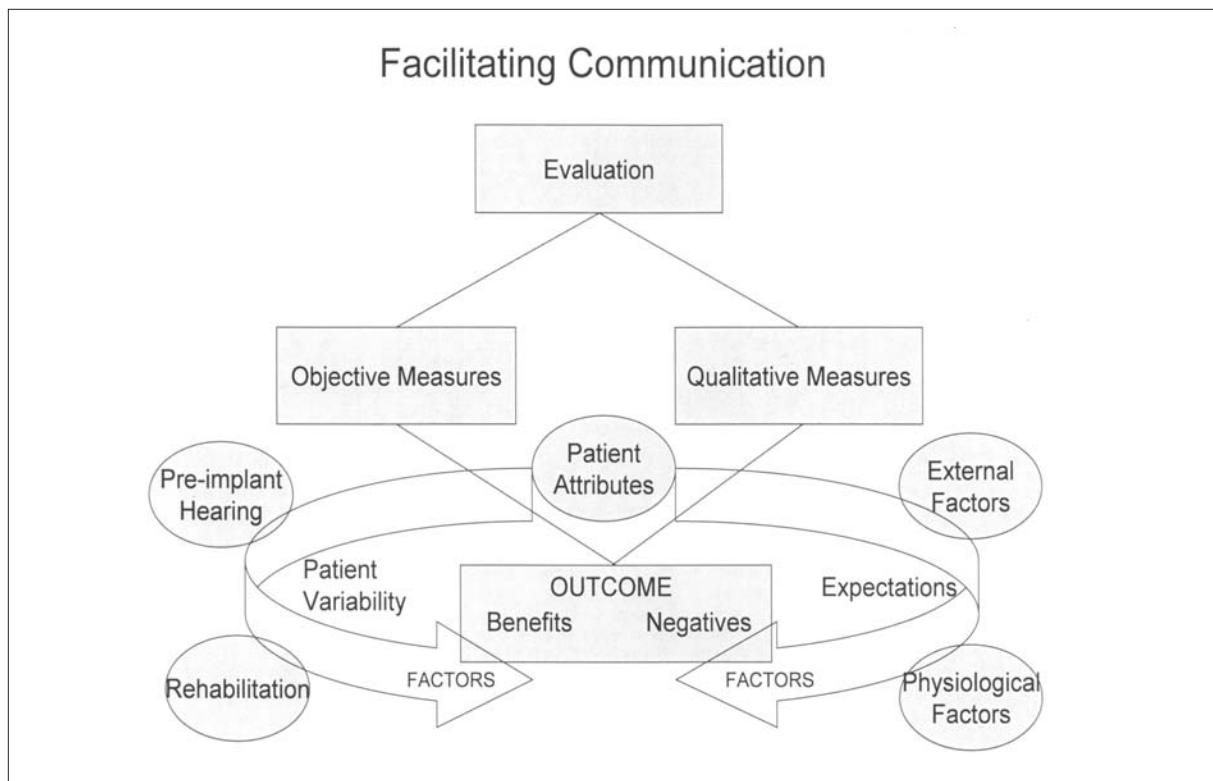 Facilitating Communication
Evaluation
Objective Measures
Qualitative Measures
Patient
Attributes
Pre-implant
Hearing
External
Factors
Patient
Variability
OUTCOME
Benefits Negatives
Expectations
Rehabilitation
FACTORS
FACTORS
Physiological
Factors